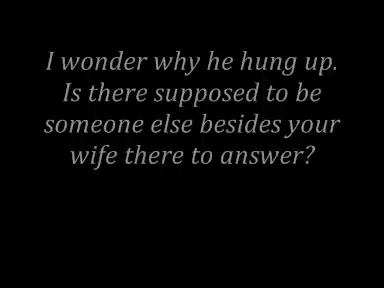 I wonder why he hung up.
Is there supposed to be
someone else besides your
wife there to answer?